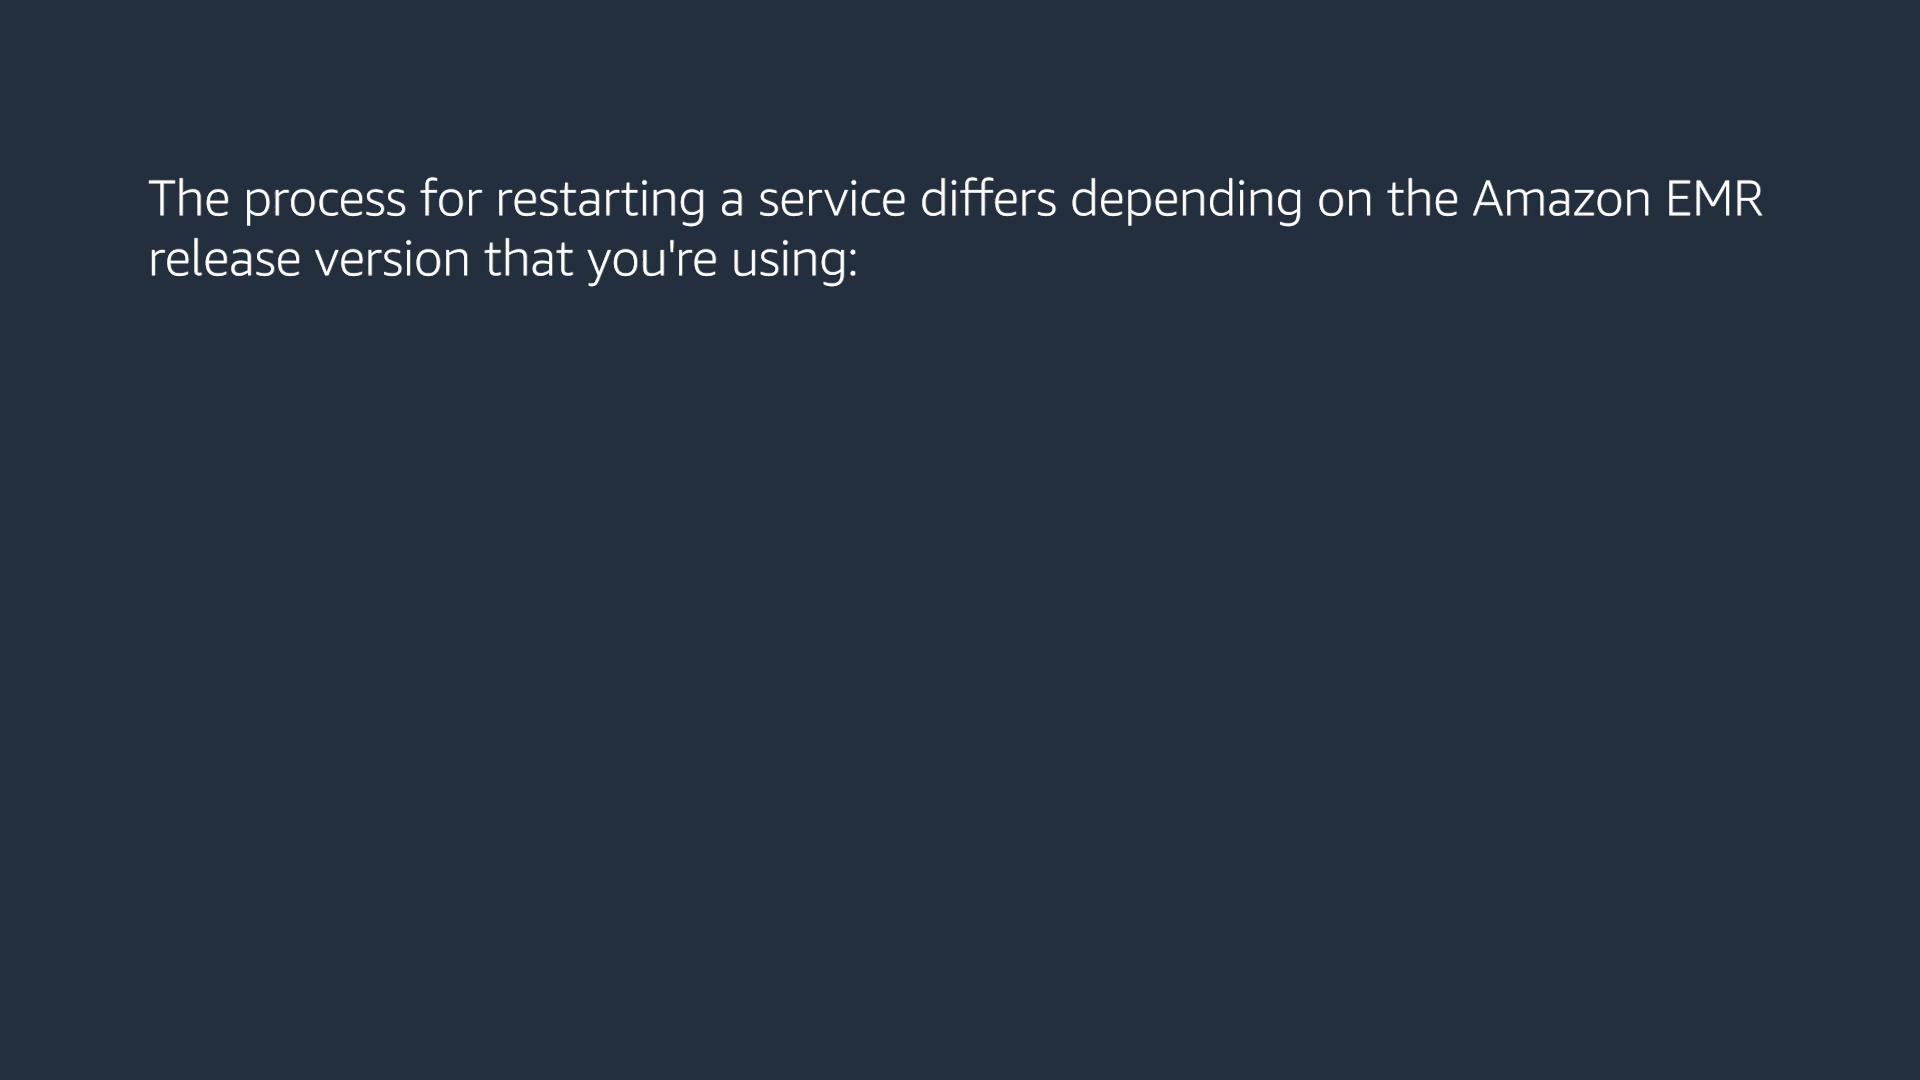 The process for restarting a service differs depending on the Amazon EMR
release version that you're using: